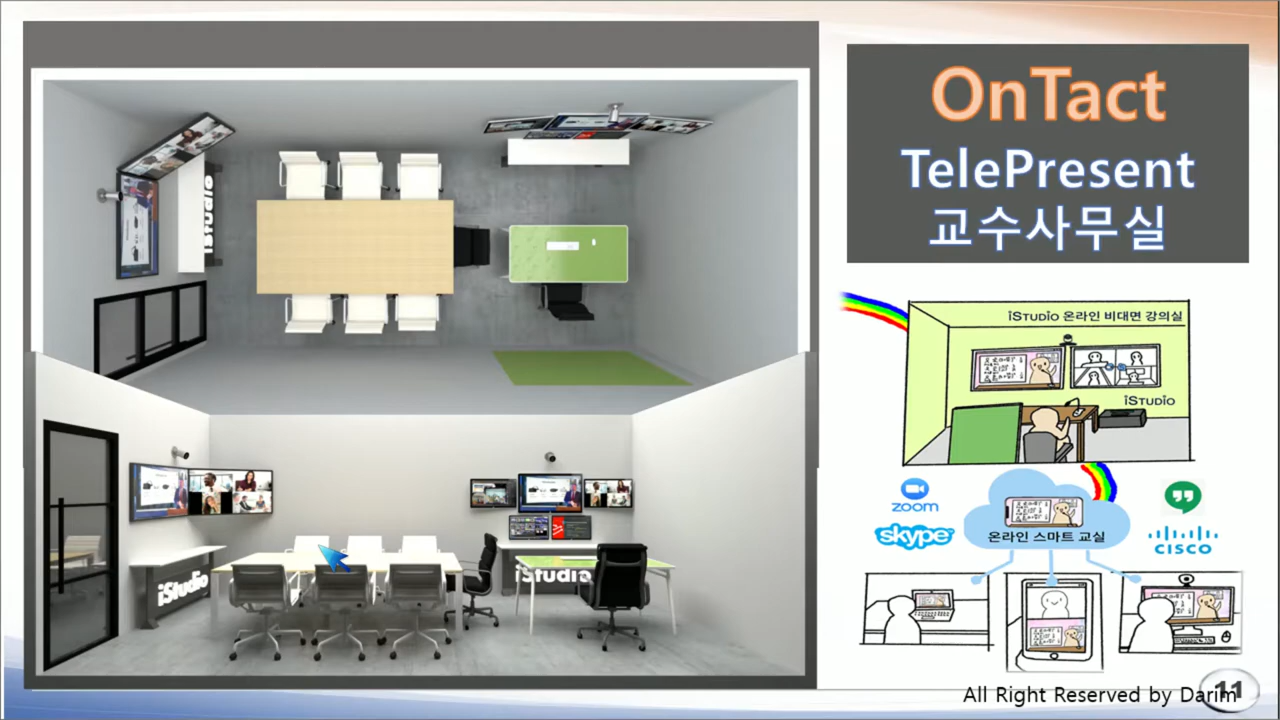 OnTact
TelePresent
교수사무실
iStudio
iStudio
iStudio
iSTUDiO 온라인 비대면 강의실
iSTUDiO
zoom
skype
온라인 스마트 교실
CISCO
All Right Reserved by Darim
11